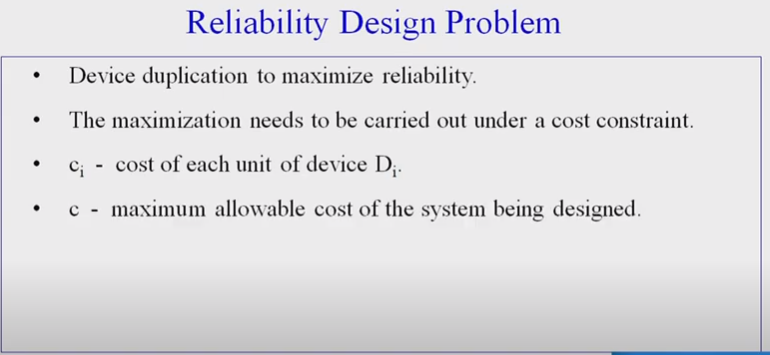 Reliability Design Problem
• Device duplication to maximize reliability.
• The maximization needs to be carried out under a cost constraint.
• cᵢ - cost of each unit of device Dᵢ.
• c - maximum allowable cost of the system being designed.